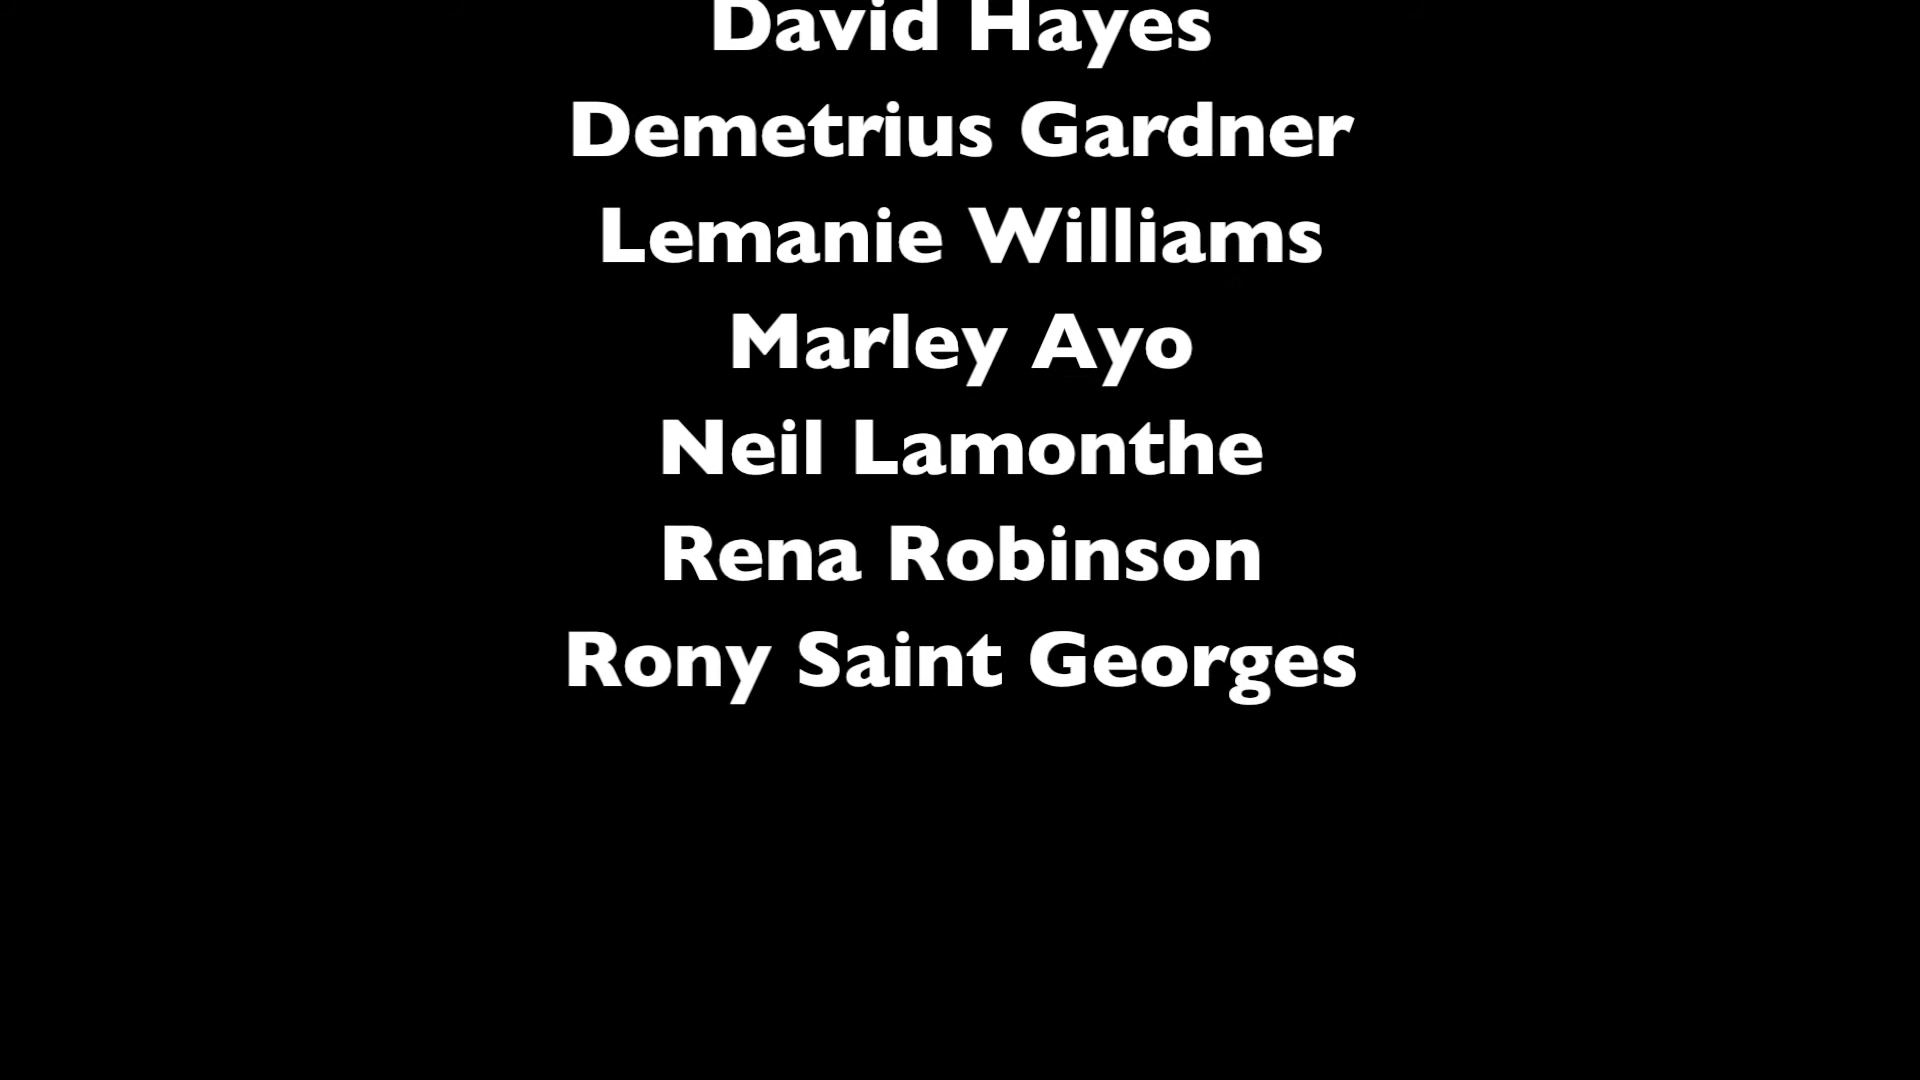 David Hayes
Demetrius Gardner
Lemanie Williams
Marley Ayo
Neil Lamonthe
Rena Robinson
Rony Saint Georges